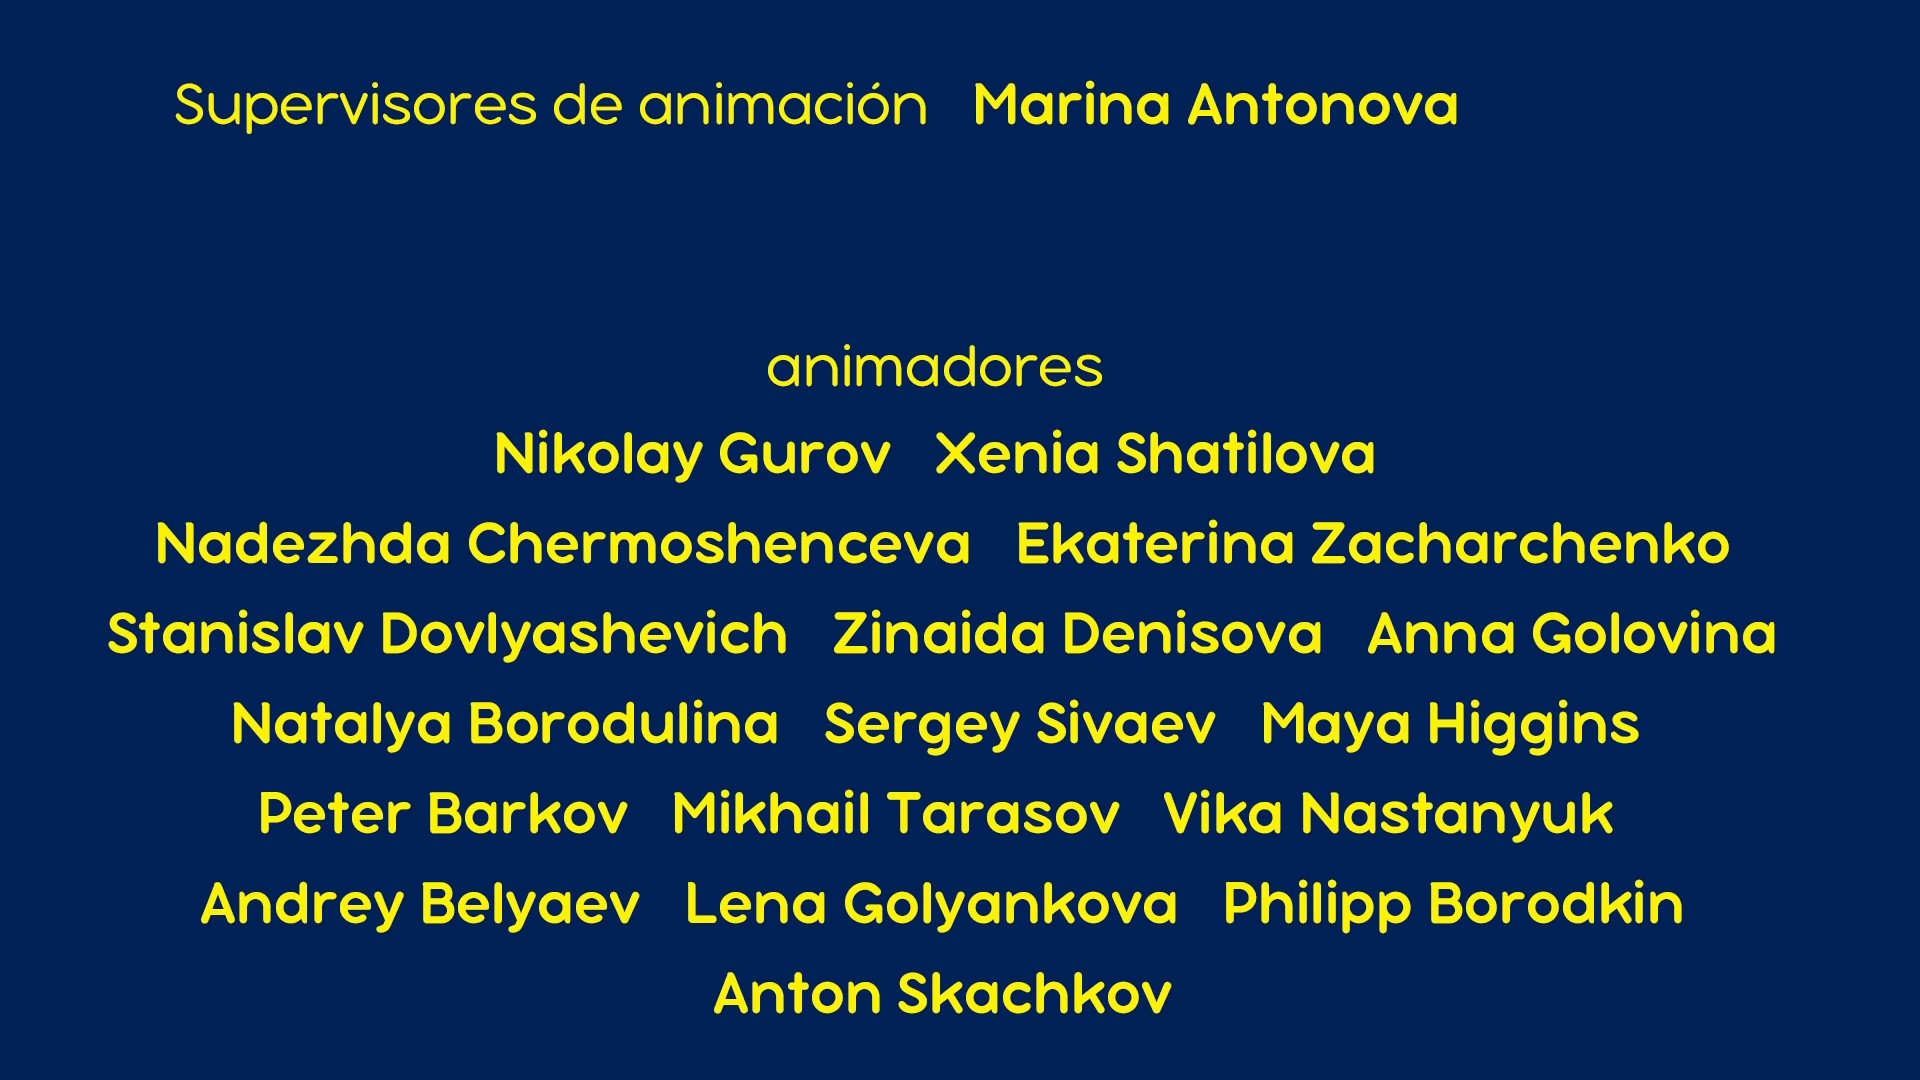 Supervisores de animación Marina Antonova
animadores
Nikolay Gurov Xenia Shatilova
Nadezhda Chermoshenceva Ekaterina Zacharchenko
Stanislav Dovlyashevich Zinaida Denisova Anna Golovina
Natalya Borodulina Sergey Sivaev Maya Higgins
Peter Barkov Mikhail Tarasov Vika Nastanyuk
Andrey Belyaev Lena Golyankova Philipp Borodkin
Anton Skachkov